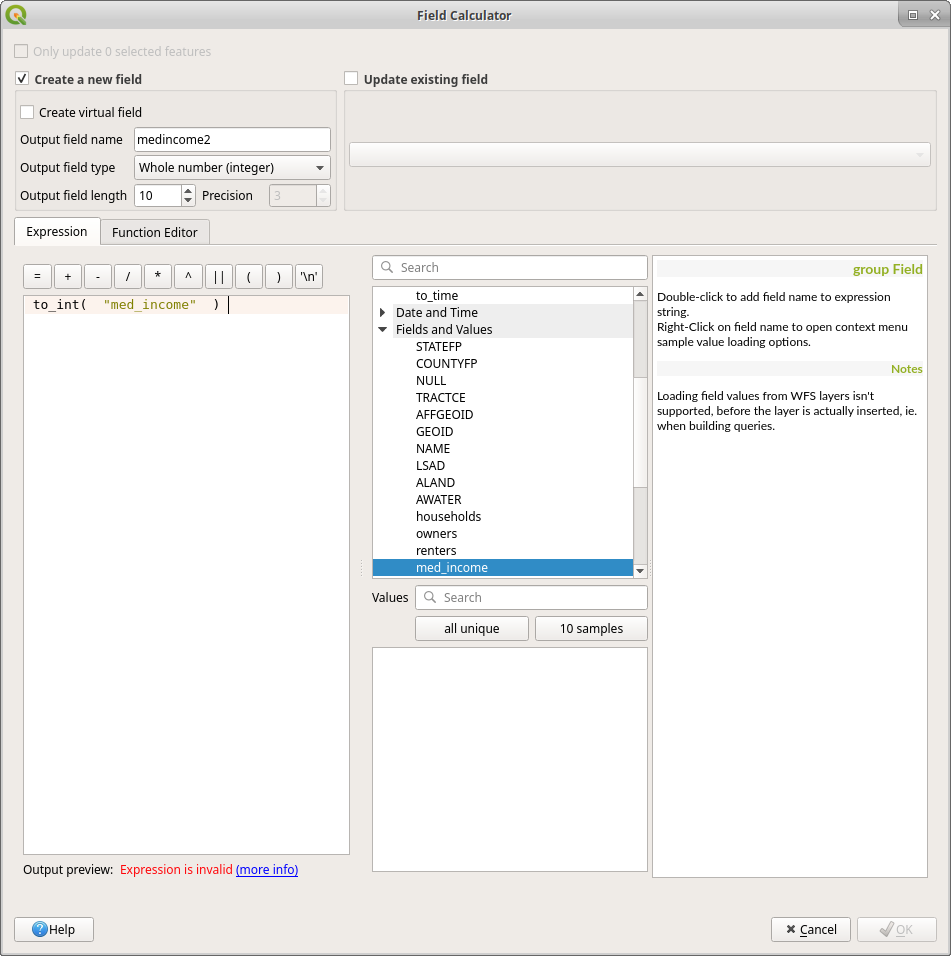 Field Calculator
Only update 0 selected features
Create a new field
Update existing field
Create virtual field
Output field name medincome2
Output field type Whole number (integer)
Output field length 10 Precision 3
Expression Function Editor
= + - / * ^ || ( ) '\n'
to_int( "med_income" )
Search
to_time
Date and Time
Fields and Values
STATEFP
COUNTYFP
NULL
TRACTCE
AFFGEOID
GEOID
NAME
LSAD
ALAND
AWATER
households
owners
renters
med_income
Values Search
all unique 10 samples
group Field
Double-click to add field name to expression
string.
Right-Click on field name to open context menu
sample value loading options.
Notes
Loading field values from WFS layers isn't
supported, before the layer is actually inserted, ie.
when building queries.
Output preview: Expression is invalid (more info)
Help
Cancel
OK